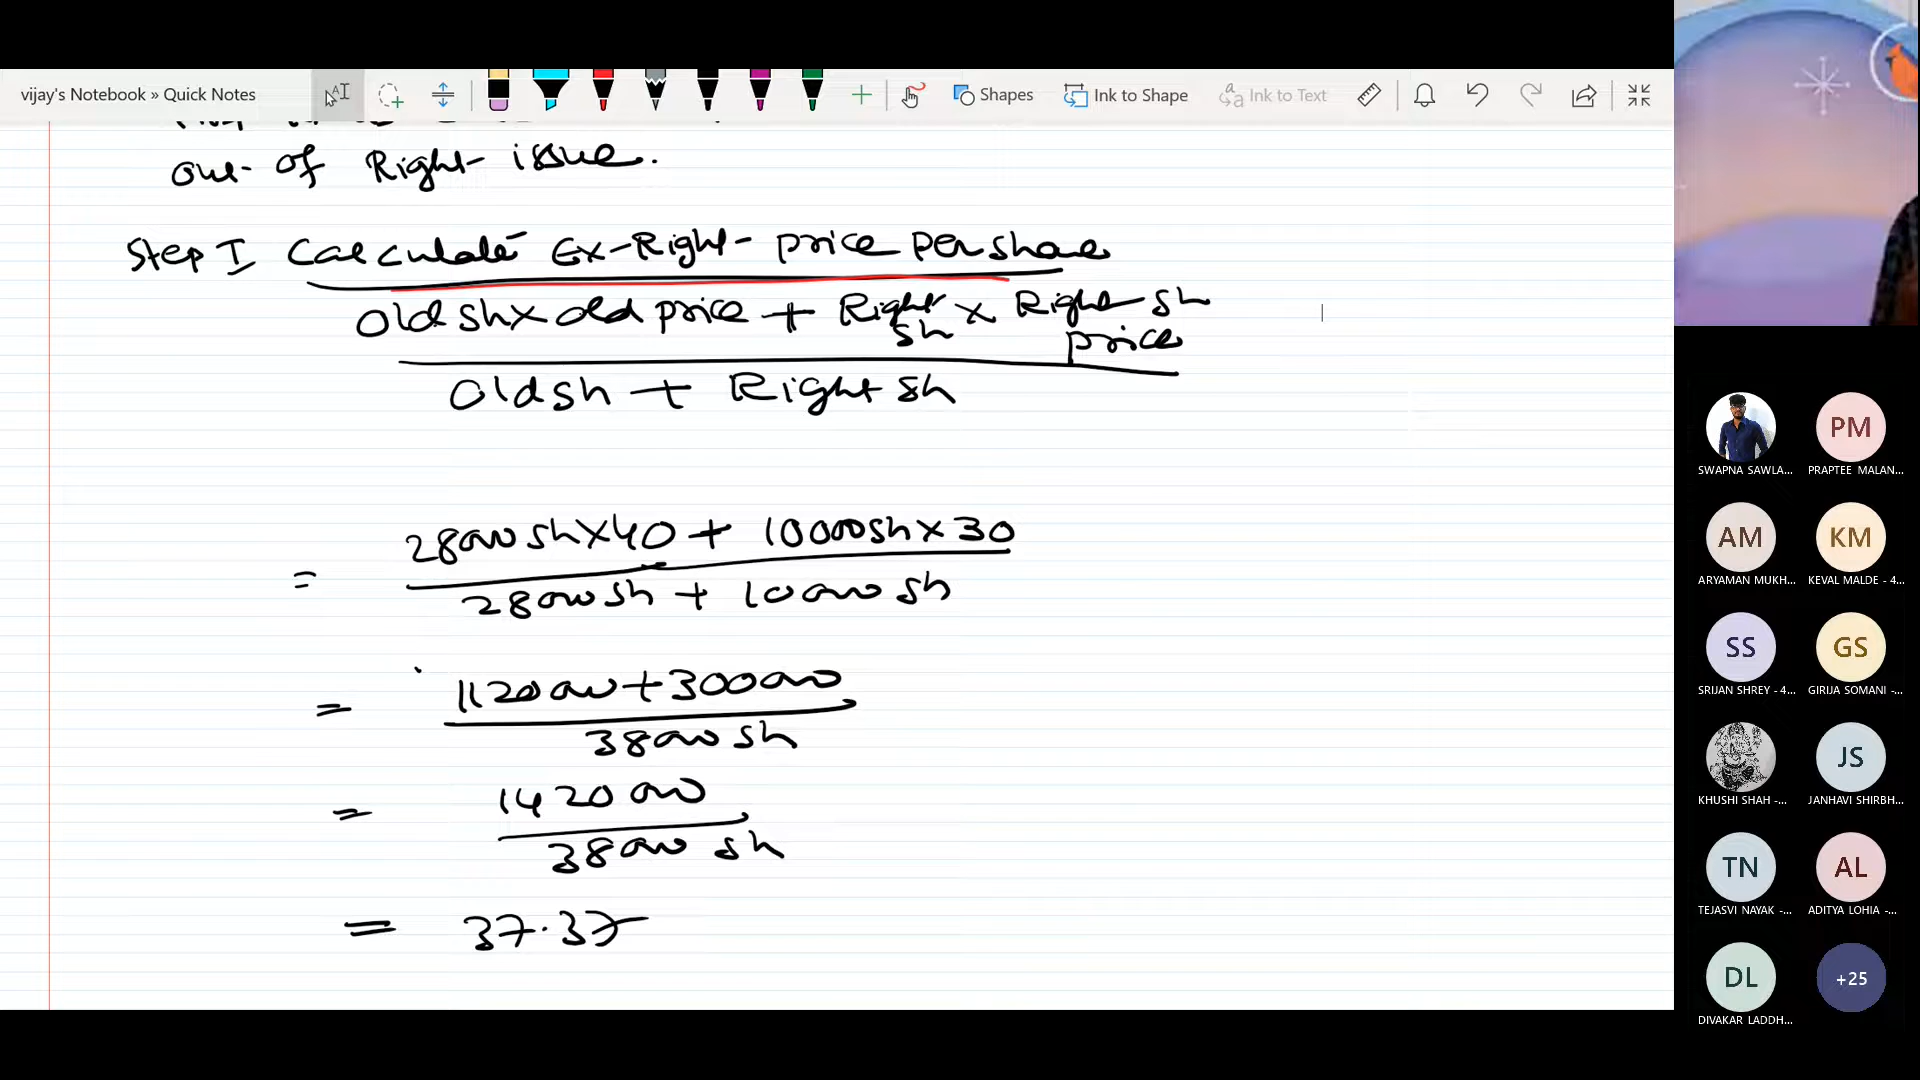 vijay's Notebook » Quick Notes
Shapes
Ink to Shape
Ink to Text
out of Right issue.
Step I Calculate Ex-Right price per share
Old sh x old price + Right sh x Right sh price
Old sh + Right sh
= 28000 sh x 40 + 10000 sh x 30
28000 sh + 10000 sh
= 1120000 + 300000
38000 sh
= 1420000
38000 sh
= 37.37
SWAPNA SAWLA...
PM
PRAPTEE MALAN...
AM
ARYAMAN MUKH...
KM
KEVAL MALDE - 4...
SS
SRIJAN SHREY - 4...
GS
GIRIJA SOMANI -...
KHUSHI SHAH -...
JS
JANHAVI SHIRBH...
TN
TEJASVI NAYAK -...
AL
ADITYA LOHIA -...
DL
DIVAKAR LADDH...
+25